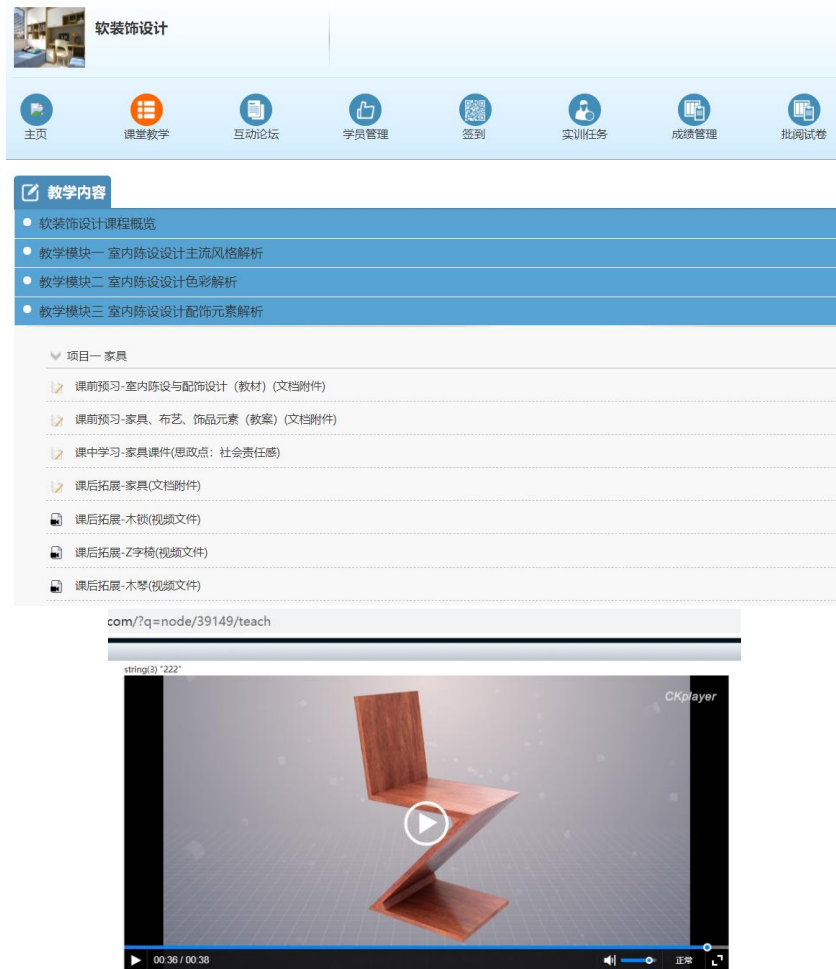 软装饰设计
主页 课堂教学 互动论坛 学员管理 签到 实训任务 成绩管理 批阅试卷
教学内容
软装饰设计课程概览
教学模块一 室内陈设设计主流风格解析
教学模块二 室内陈设设计色彩解析
教学模块三 室内陈设设计配饰元素解析
项目一 家具
课前预习-室内陈设与配饰设计（教材）(文档附件)
课前预习-家具、布艺、饰品元素（教案）(文档附件)
课中学习-家具课件(思政点：社会责任感)
课后拓展-家具(文档附件)
课后拓展-木锁(视频文件)
课后拓展-Z字椅(视频文件)
课后拓展-木琴(视频文件)
com/?q=node/39149/teach
string(3) "222"
CKplayer
00:36 / 00:38 正常